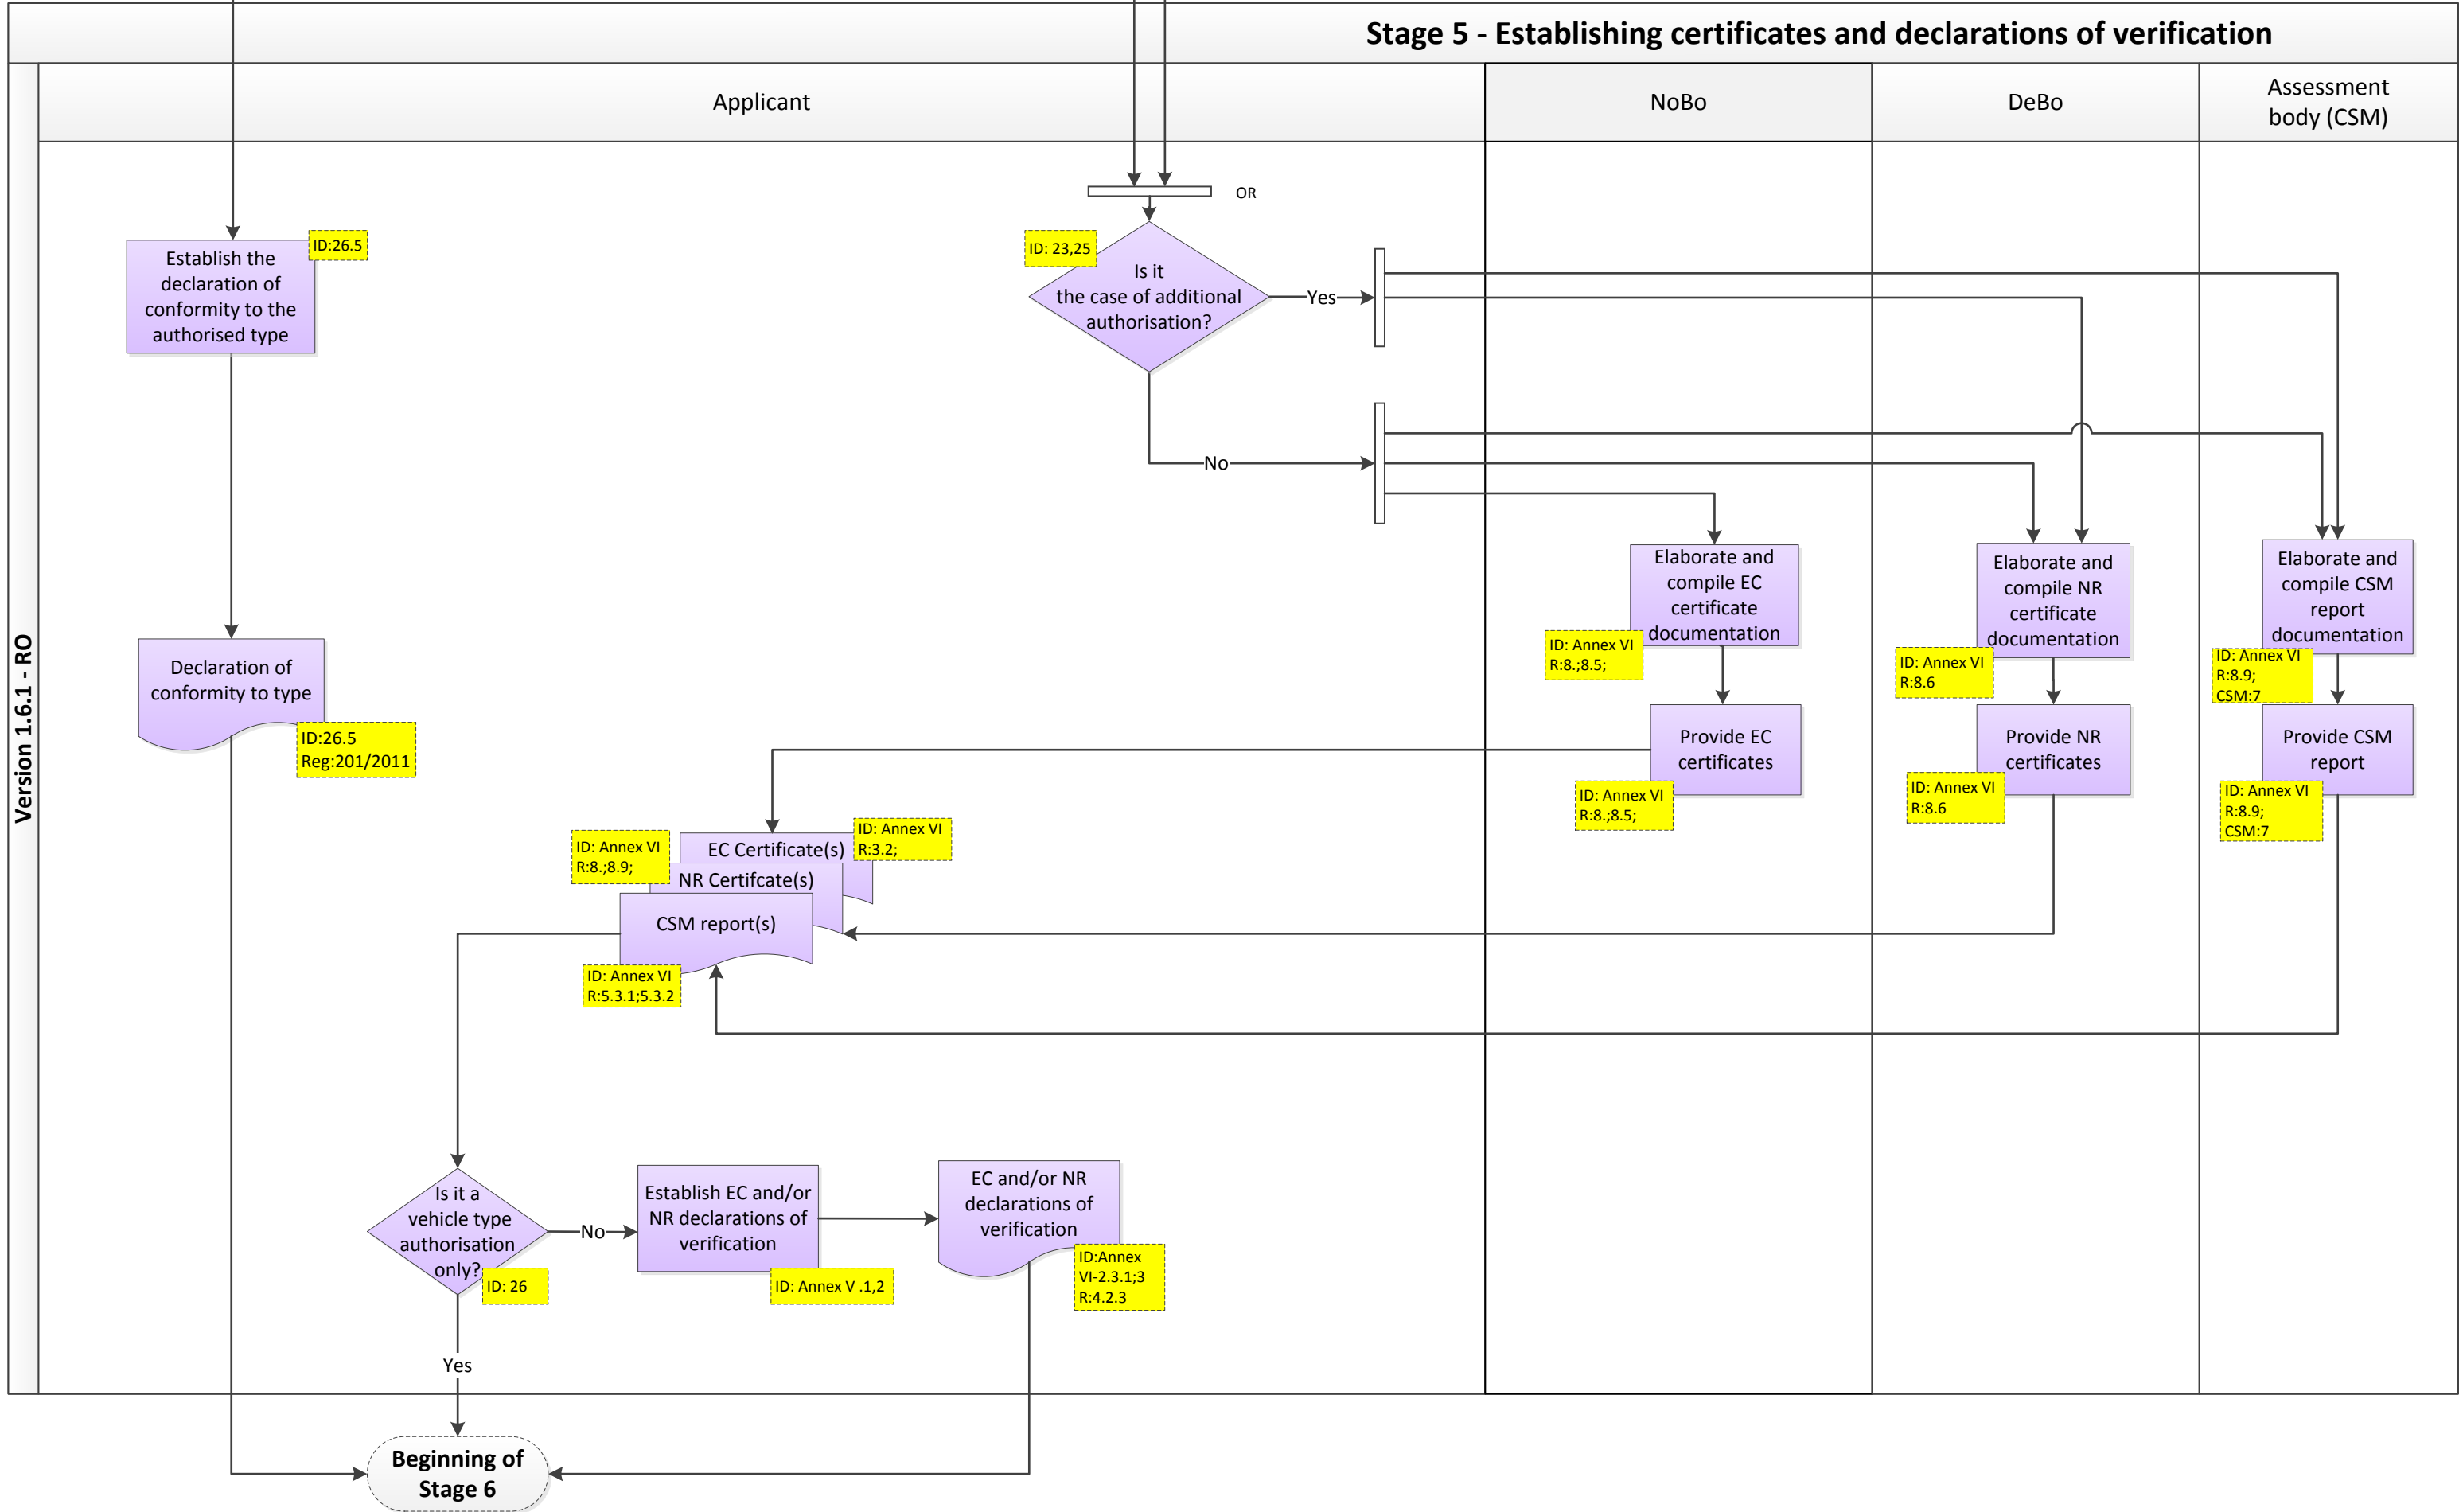 Stage 5 - Establishing certificates and declarations of verification
Applicant
NoBo
DeBo
Assessment
body (CSM)
Version 1.6.1 - RO
OR
ID:26.5
Establish the
declaration of
conformity to the
authorised type
ID: 23,25
Is it
the case of additional
authorisation?
Yes
No
Elaborate and
compile EC
certificate
documentation
ID: Annex VI
R:8.;8.5;
Elaborate and
compile NR
certificate
documentation
ID: Annex VI
R:8.6
Elaborate and
compile CSM
report
documentation
ID: Annex VI
R:8.9;
CSM:7
Declaration of
conformity to type
ID:26.5
Reg:201/2011
Provide EC
certificates
ID: Annex VI
R:8.;8.5;
Provide NR
certificates
ID: Annex VI
R:8.6
Provide CSM
report
ID: Annex VI
R:8.9;
CSM:7
EC Certificate(s)
ID: Annex VI
R:3.2;
ID: Annex VI
R:8.;8.9;
NR Certifcate(s)
CSM report(s)
ID: Annex VI
R:5.3.1;5.3.2
Is it a
vehicle type
authorisation
only?
ID: 26
No
Establish EC and/or
NR declarations of
verification
ID: Annex V .1,2
EC and/or NR
declarations of
verification
ID:Annex
VI-2.3.1;3
R:4.2.3
Yes
Beginning of
Stage 6